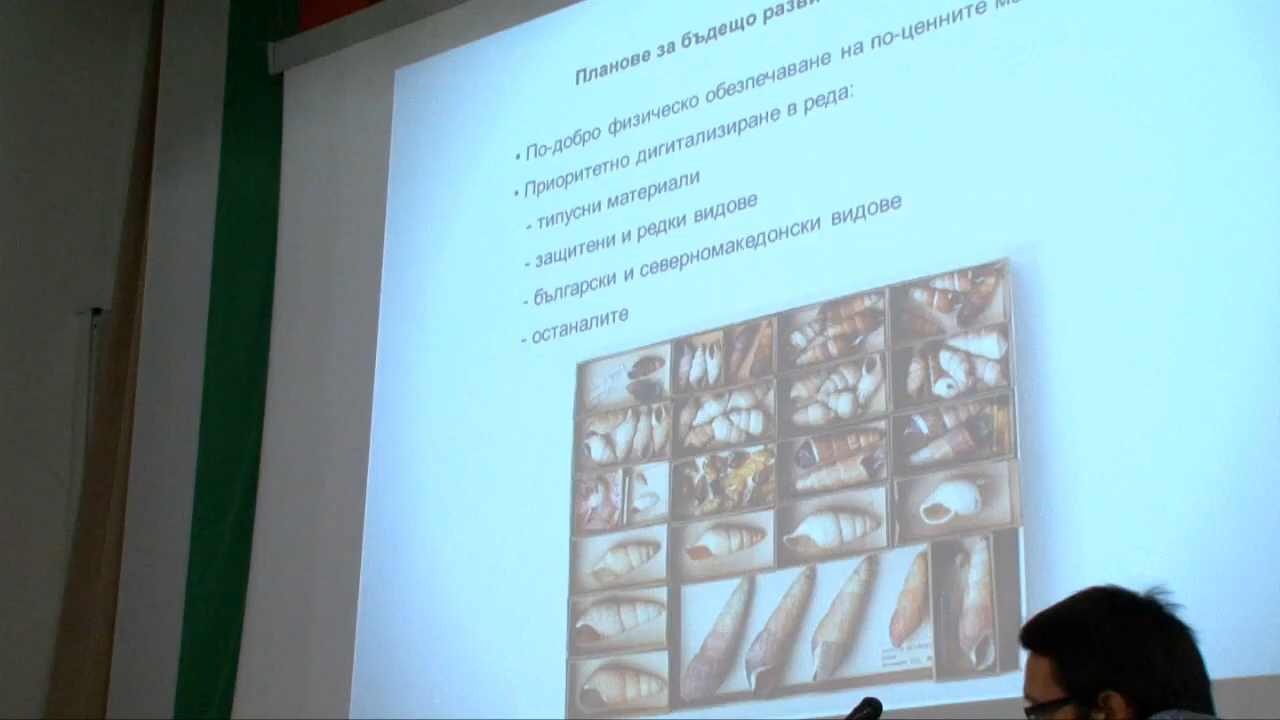 Планове за бъдещо
• По-добро физическо обезпечаване на по-ценните
• Приоритетно дигитализиране в реда:
- типусни материали
- защитени и редки видове
- български и северномакедонски видове
- останалите